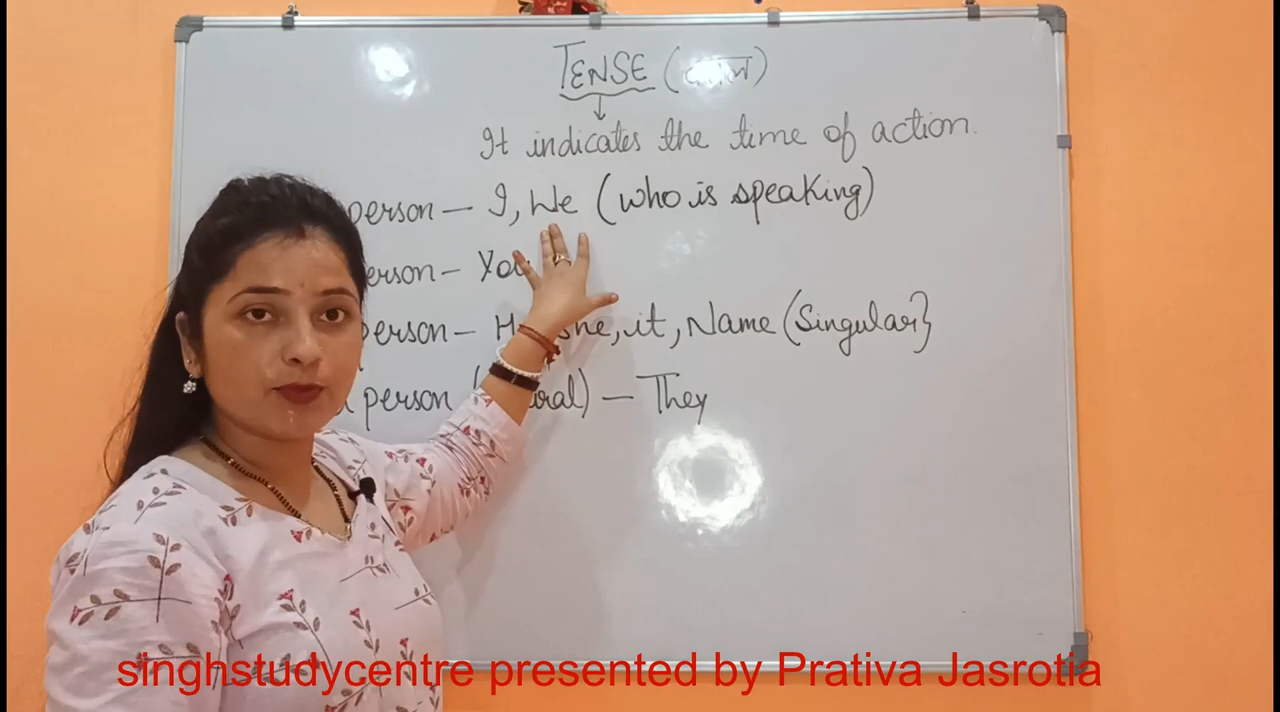 TENSE (काल)
It indicates the time of action.
person — I, We (who is speaking)
person — You
person — He, she, it, Name (Singular}
person (Plural) — They
singhstudycentre presented by Prativa Jasrotia